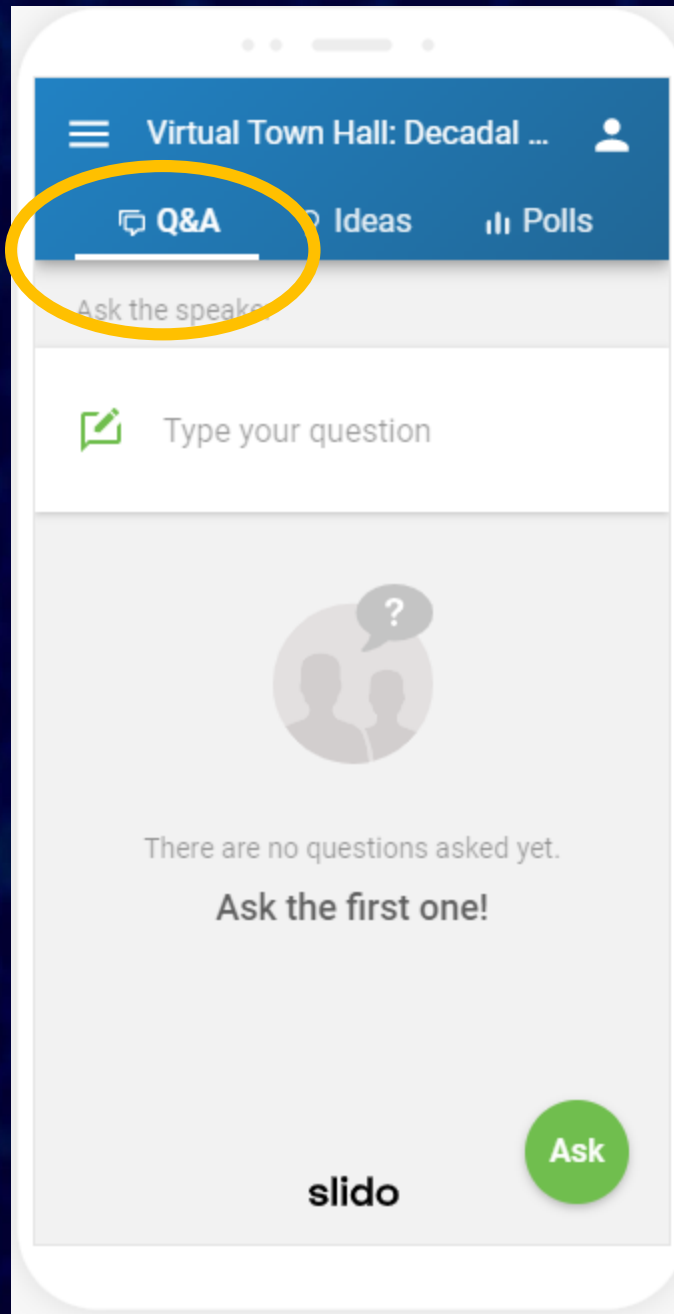 Virtual Town Hall: Decadal ...
Q&A Ideas Polls
Ask the speaker
Type your question
?
There are no questions asked yet.
Ask the first one!
Ask
slido